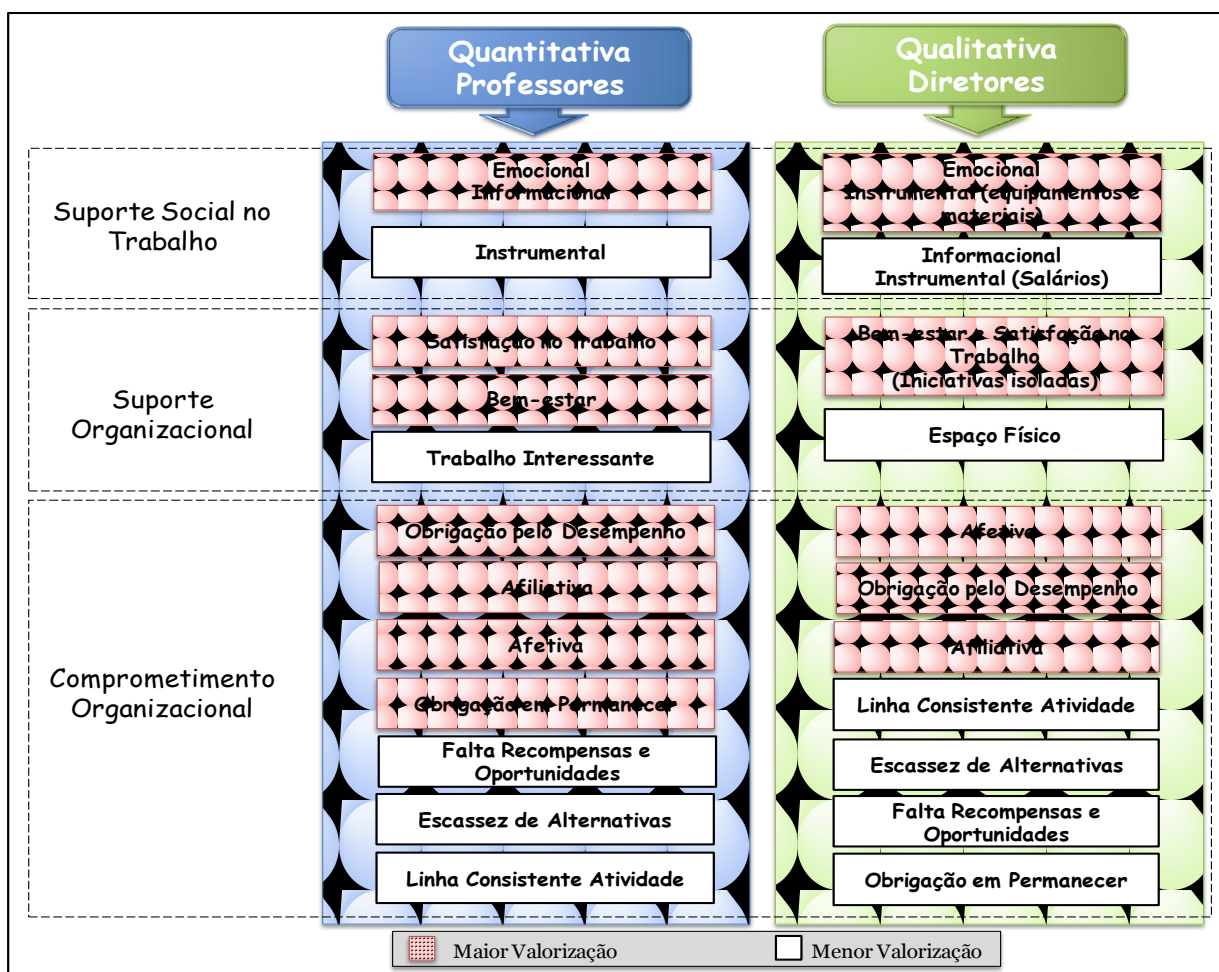 Quantitativa
Professores
Qualitativa
Diretores
Suporte Social no
Trabalho
Emocional
Informacional
Instrumental
Emocional
Instrumental (equipamentos e
materiais)
Informacional
Instrumental (Salários)
Suporte
Organizacional
Satisfação no Trabalho
Bem-estar
Trabalho Interessante
Bem-estar e Satisfação no
Trabalho
(Iniciativas isoladas)
Espaço Físico
Comprometimento
Organizacional
Obrigação pelo Desempenho
Afiliativa
Afetiva
Obrigação em Permanecer
Falta Recompensas e
Oportunidades
Escassez de Alternativas
Linha Consistente Atividade
Afetiva
Obrigação pelo Desempenho
Afiliativa
Linha Consistente Atividade
Escassez de Alternativas
Falta Recompensas e
Oportunidades
Obrigação em Permanecer
Maior Valorização
Menor Valorização